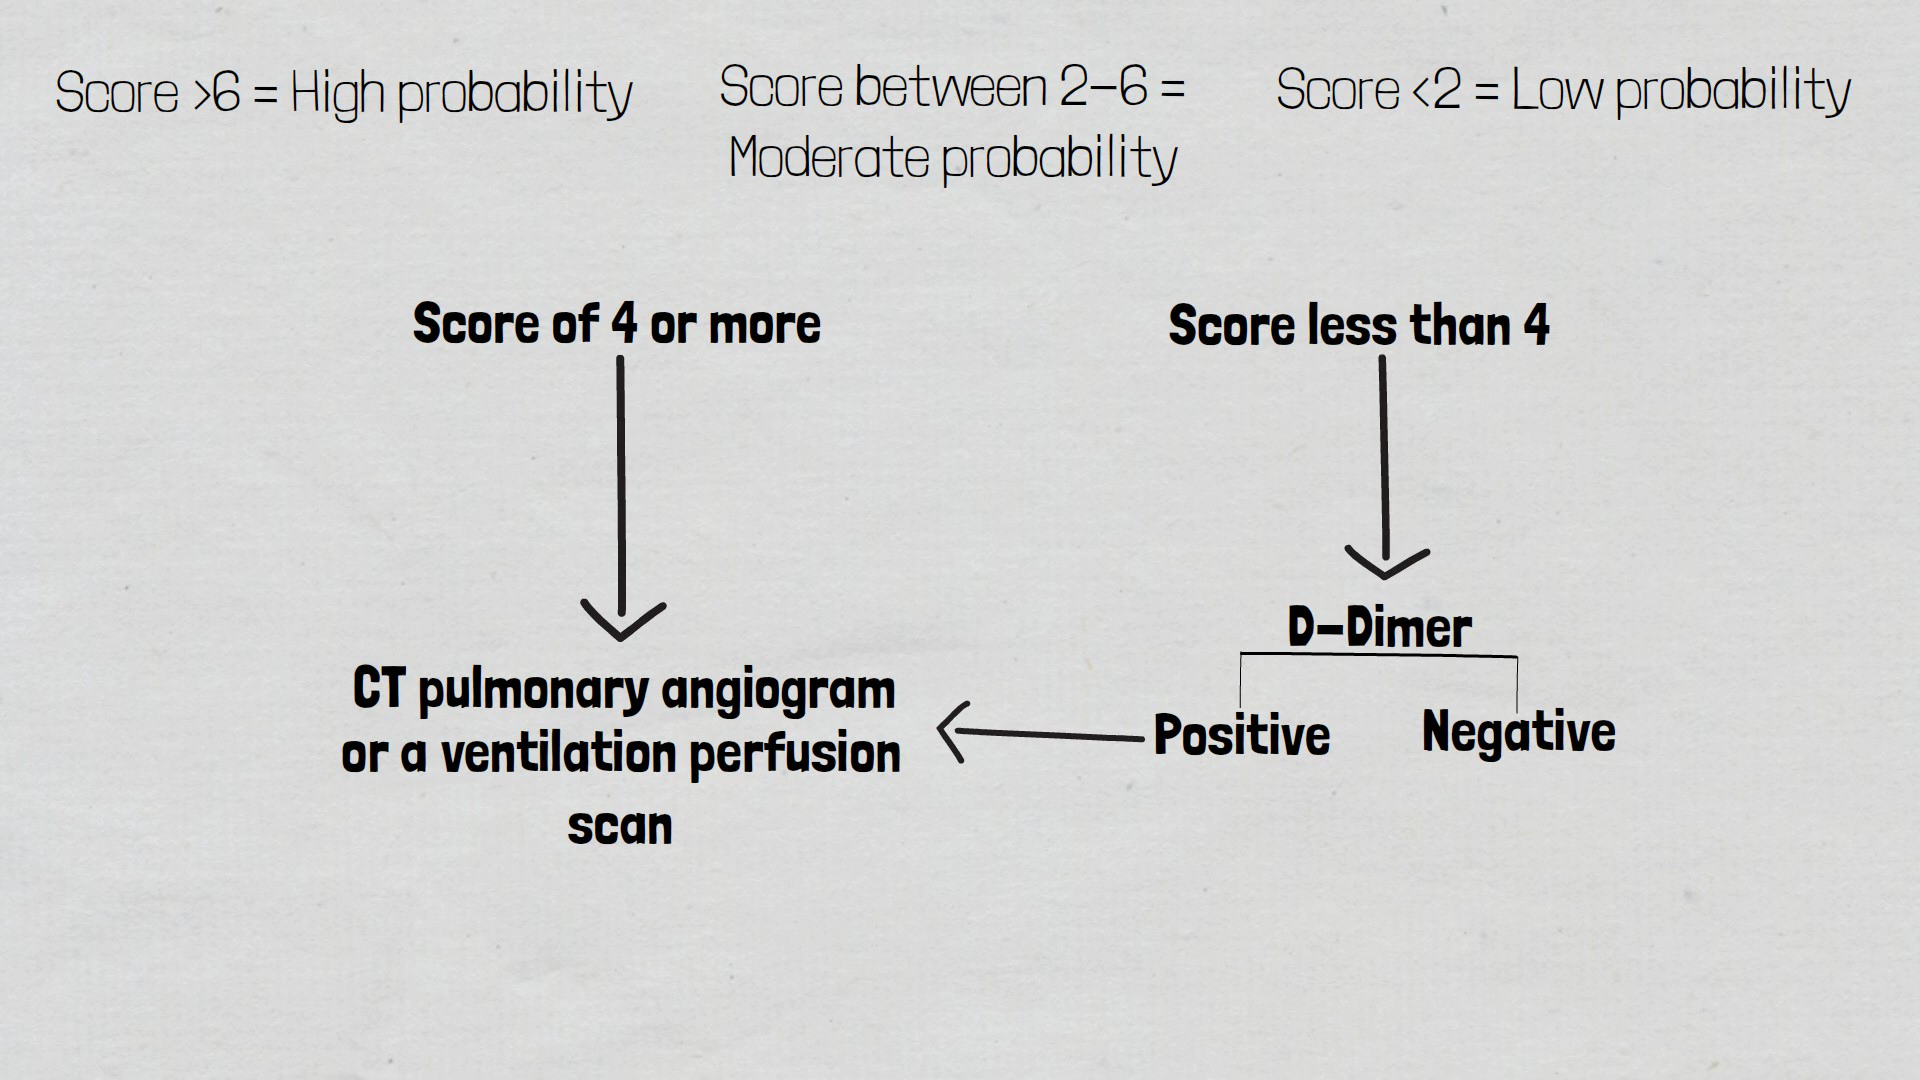 Score >6 = High probability
Score between 2-6 =
Moderate probability
Score <2 = Low probability
Score of 4 or more
Score less than 4
D-Dimer
Positive
Negative
CT pulmonary angiogram
or a ventilation perfusion
scan